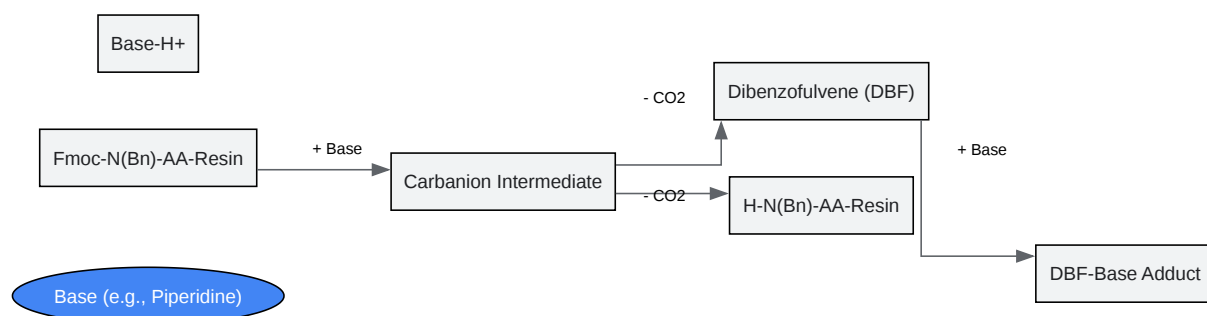 Base-H+
Dibenzofulvene (DBF)
- CO2
+ Base
+ Base
Fmoc-N(Bn)-AA-Resin
Carbanion Intermediate
- CO2
H-N(Bn)-AA-Resin
DBF-Base Adduct
Base (e.g., Piperidine)